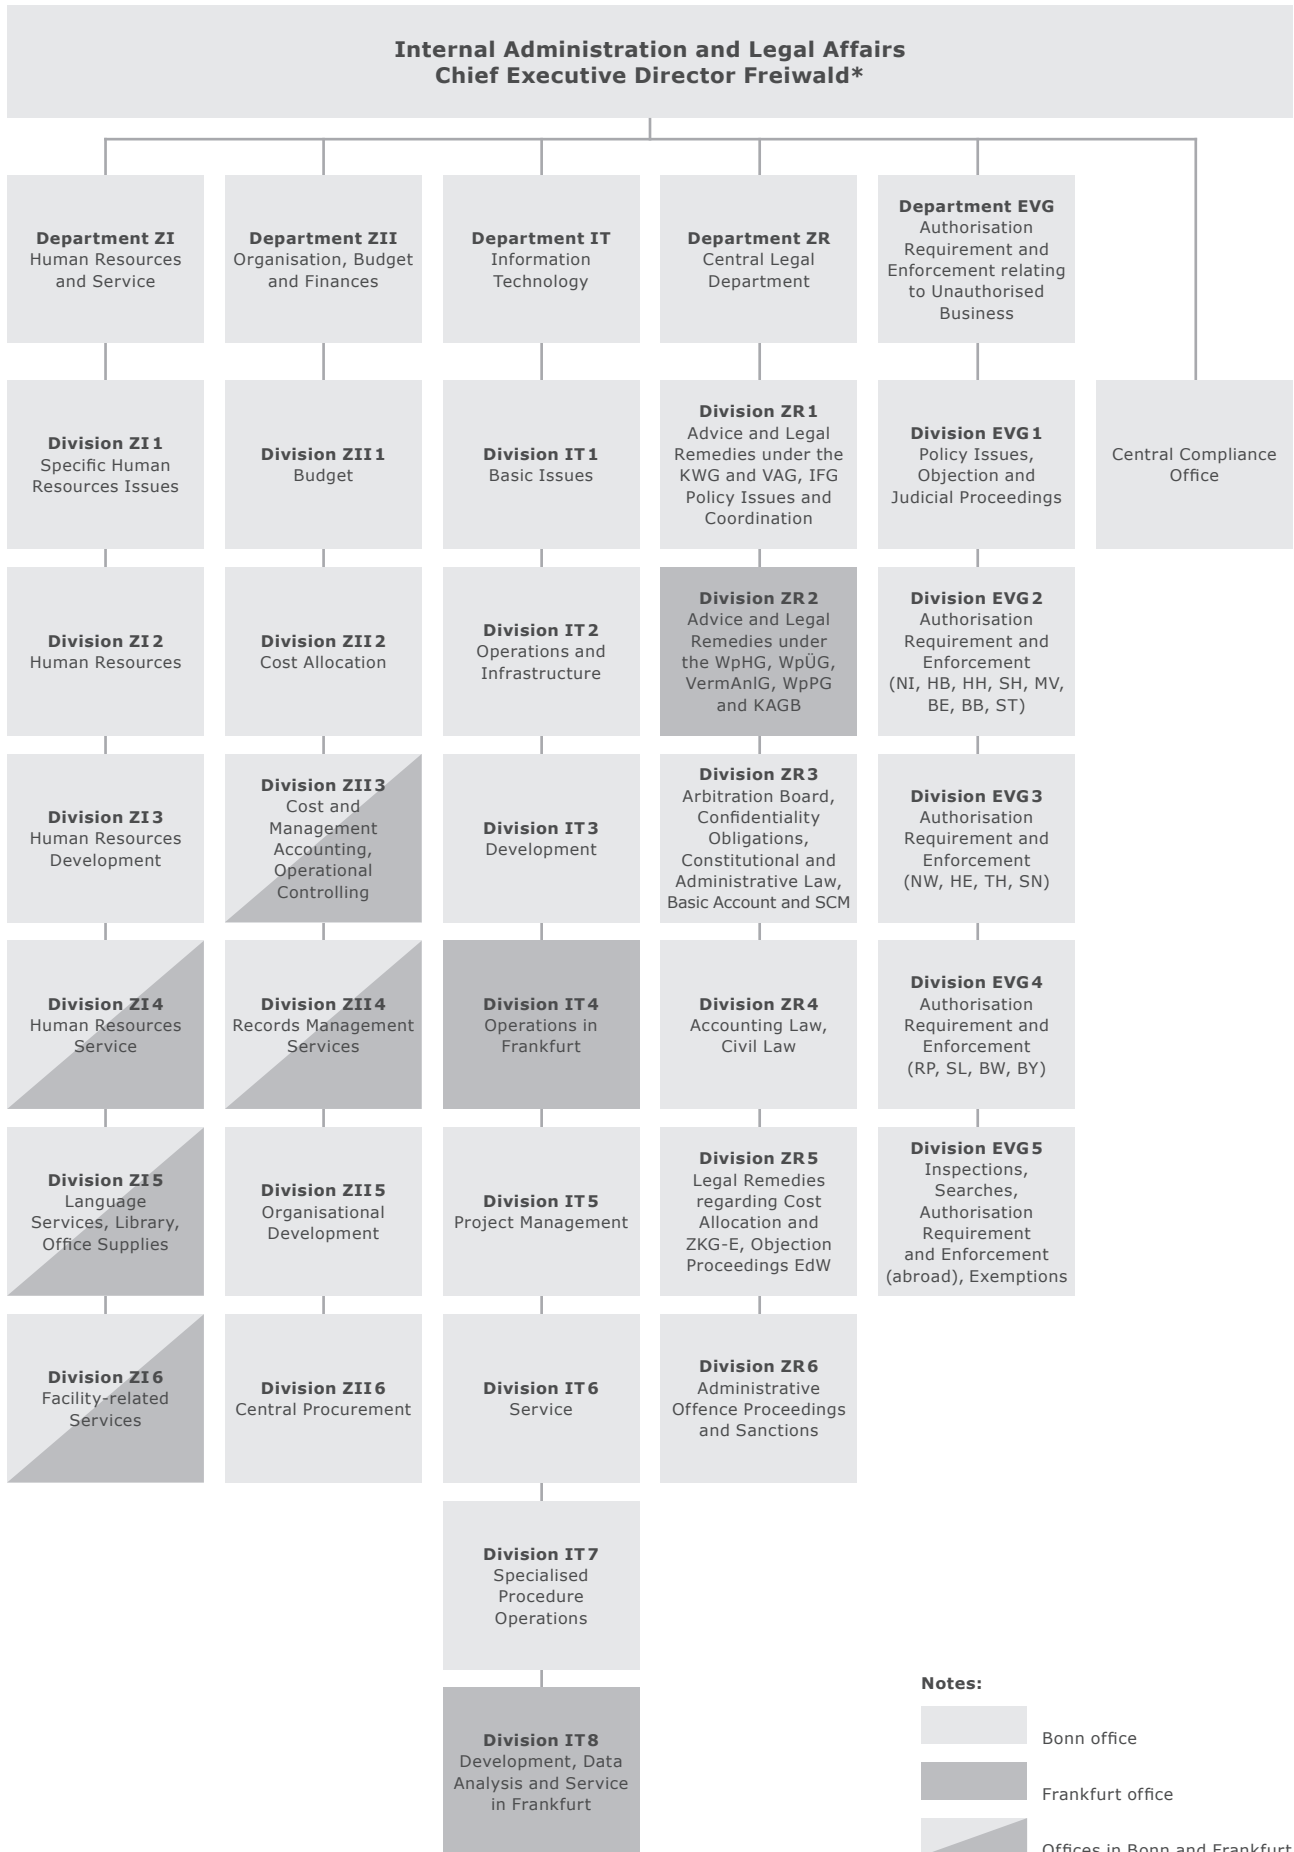 Internal Administration and Legal Affairs
Chief Executive Director Freiwald*
Department ZI
Human Resources
and Service
Department ZII
Organisation, Budget
and Finances
Department IT
Information
Technology
Department ZR
Central Legal
Department
Department EVG
Authorisation
Requirement and
Enforcement relating
to Unauthorised
Business
Division ZI 1
Specific Human
Resources Issues
Division ZII 1
Budget
Division IT 1
Basic Issues
Division ZR 1
Advice and Legal
Remedies under the
KWG and VAG, IFG
Policy Issues and
Coordination
Division EVG 1
Policy Issues,
Objection and
Judicial Proceedings
Central Compliance
Office
Division ZI 2
Human Resources
Division ZII 2
Cost Allocation
Division IT 2
Operations and
Infrastructure
Division ZR 2
Advice and Legal
Remedies under
the WpHG, WpÜG,
VermAnlG, WpPG
and KAGB
Division EVG 2
Authorisation
Requirement and
Enforcement
(NI, HB, HH, SH, MV,
BE, BB, ST)
Division ZI 3
Human Resources
Development
Division ZII 3
Cost and
Management
Accounting,
Operational
Controlling
Division IT 3
Development
Division ZR 3
Arbitration Board,
Confidentiality
Obligations,
Constitutional and
Administrative Law,
Basic Account and SCM
Division EVG 3
Authorisation
Requirement and
Enforcement
(NW, HE, TH, SN)
Division ZI 4
Human Resources
Service
Division ZII 4
Records Management
Services
Division IT 4
Operations in
Frankfurt
Division ZR 4
Accounting Law,
Civil Law
Division EVG 4
Authorisation
Requirement and
Enforcement
(RP, SL, BW, BY)
Division ZI 5
Language
Services, Library,
Office Supplies
Division ZII 5
Organisational
Development
Division IT 5
Project Management
Division ZR 5
Legal Remedies
regarding Cost
Allocation and
ZKG-E, Objection
Proceedings EdW
Division EVG 5
Inspections,
Searches,
Authorisation
Requirement
and Enforcement
(abroad), Exemptions
Division ZI 6
Facility-related
Services
Division ZII 6
Central Procurement
Division IT 6
Service
Division ZR 6
Administrative
Offence Proceedings
and Sanctions
Division IT 7
Specialised
Procedure
Operations
Division IT 8
Development, Data
Analysis and Service
in Frankfurt
Notes:
Bonn office
Frankfurt office
Offices in Bonn and Frankfurt